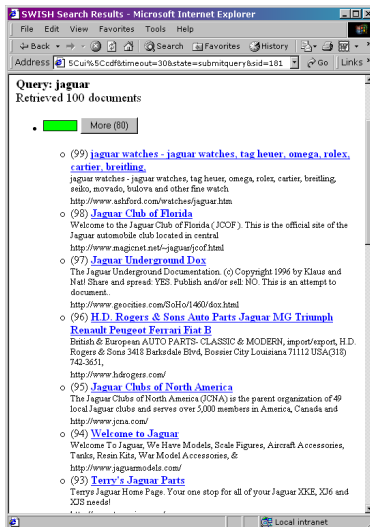 SWISH Search Results - Microsoft Internet Explorer
File Edit View Favorites Tools Help
Back Search Favorites History
Address 5Cui%5Ccdf&timeout=30&state=submitquery&sid=181 Go Links
Query: jaguar
Retrieved 100 documents
More (80)
(99) jaguar watches - jaguar watches, tag heuer, omega, rolex,
cartier, breitling,
jaguar watches - jaguar watches, tag heuer, omega, rolex, cartier, breitling,
seiko, movado, bulova and other fine watch
http://www.ashford.com/watches/jaguar.htm
(98) Jaguar Club of Florida
Welcome to the Jaguar Club of Florida.( JCOF ). This is the official site of the
Jaguar automobile club located in central
http://www.magicnet.net/~jaguar/jcof.html
(97) Jaguar Underground Dox
The Jaguar Underground Documentation. (c) Copyright 1996 by Klaus and
Nat! Share and spread: YES. Publish and/or sell: NO. This is an attempt to
document..
http://www.geocities.com/SoHo/1460/dox.html
(96) H.D. Rogers & Sons Auto Parts Jaguar MG Triumph
Renault Peugeot Ferrari Fiat B
British & European AUTO PARTS- CLASSIC & MODERN, import/export, H.D.
Rogers & Sons 3418 Barksdale Blvd, Bossier City Louisiana 71112 USA(318)
742-3651,
http://www.hdrogers.com/
(95) Jaguar Clubs of North America
The Jaguar Clubs of North America (JCNA) is the parent organization of 49
local Jaguar clubs and serves over 5,000 members in America, Canada and
http://www.jcna.com/
(94) Welcome to Jaguar
Welcome To Jaguar, We Have Models, Scale Figures, Aircraft Accessories,
Tanks, Resin Kits, War Model Accessories, &
http://www.jaguarmodels.com/
(93) Terry's Jaguar Parts
Terrys Jaguar Home Page. Your one stop for all of your Jaguar XKE, XJ6 and
XJS needs!
Local intranet